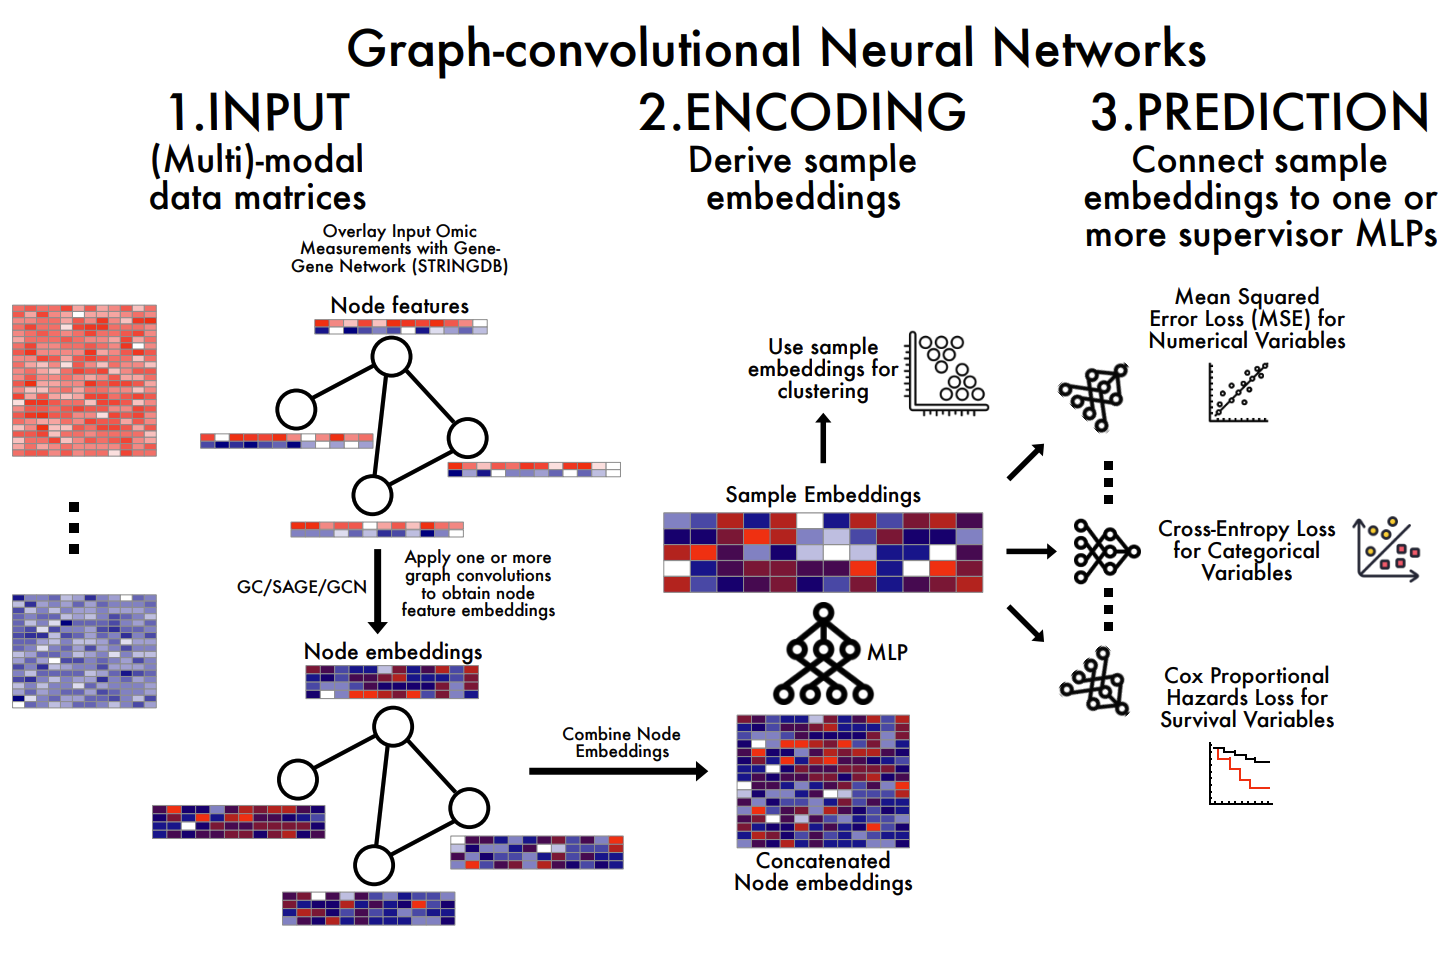 Graph-convolutional Neural Networks
1.INPUT
(Multi)-modal
data matrices
Overlay Input Omic
Measurements with Gene-
Gene Network (STRINGDB)
Node features
GC/SAGE/GCN
Apply one or more
graph convolutions
to obtain node
feature embeddings
Node embeddings
Combine Node
Embeddings
2.ENCODING
Derive sample
embeddings
Use sample
embeddings for
clustering
Sample Embeddings
MLP
Concatenated
Node embeddings
3.PREDICTION
Connect sample
embeddings to one or
more supervisor MLPs
Mean Squared
Error Loss (MSE) for
Numerical Variables
Cross-Entropy Loss
for Categorical
Variables
Cox Proportional
Hazards Loss for
Survival Variables